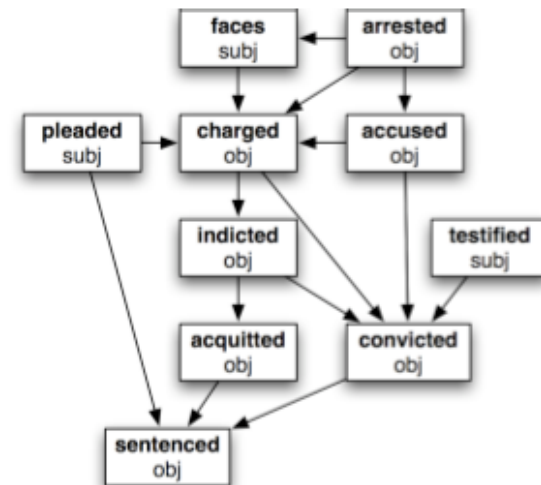 faces
subj
arrested
obj
pleaded
subj
charged
obj
accused
obj
indicted
obj
testified
subj
acquitted
obj
convicted
obj
sentenced
obj